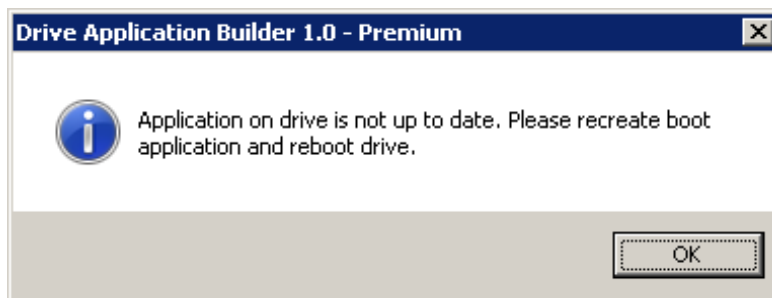 Drive Application Builder 1.0 - Premium
Application on drive is not up to date. Please recreate boot
application and reboot drive.
OK